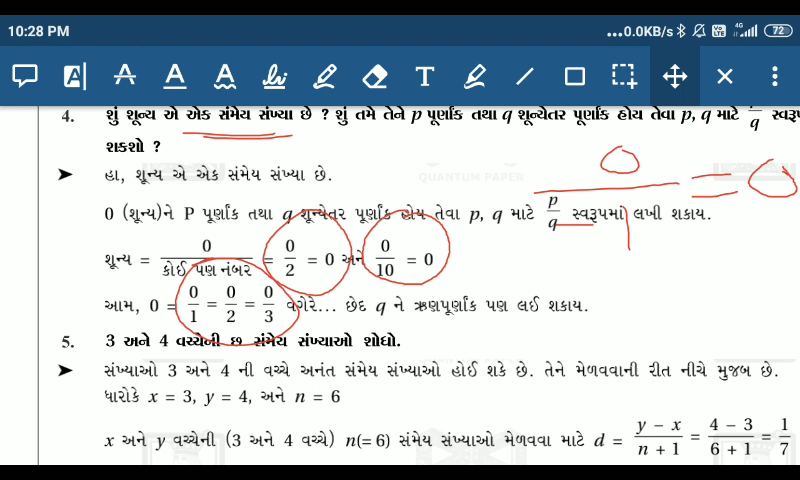 10:28 PM ...0.0KB/s 4G 72
4. શું શૂન્ય એ એક સંમેય સંખ્યા છે ? શું તમે તેને p પૂર્ણાંક તથા q શૂન્યેતર પૂર્ણાંક હોય તેવા p, q માટે p/q સ્વરૂપ
શકશો ?
➤ હા, શૂન્ય એ એક સંમેય સંખ્યા છે.
QUANTUM PAPER
0/1 = 0
0 (શૂન્ય)ને P પૂર્ણાંક તથા q શૂન્યેતર પૂર્ણાંક હોય તેવા p, q માટે p/q સ્વરૂપમાં લખી શકાય.
શૂન્ય = 0/કોઈ પણ નંબર = 0/2 = 0 અને 0/10 = 0
આમ, 0 = 0/1 = 0/2 = 0/3 વગેરે... છેદ q ને ઋણપૂર્ણાંક પણ લઈ શકાય.
5. 3 અને 4 વચ્ચેની છ સંમેય સંખ્યાઓ શોધો.
➤ સંખ્યાઓ 3 અને 4 ની વચ્ચે અનંત સંમેય સંખ્યાઓ હોઈ શકે છે. તેને મેળવવાની રીત નીચે મુજબ છે.
ધારોકે x = 3, y = 4, અને n = 6
x અને y વચ્ચેની (3 અને 4 વચ્ચે) n(= 6) સંમેય સંખ્યાઓ મેળવવા માટે d = y − x/n + 1 = 4 − 3/6 + 1 = 1/7